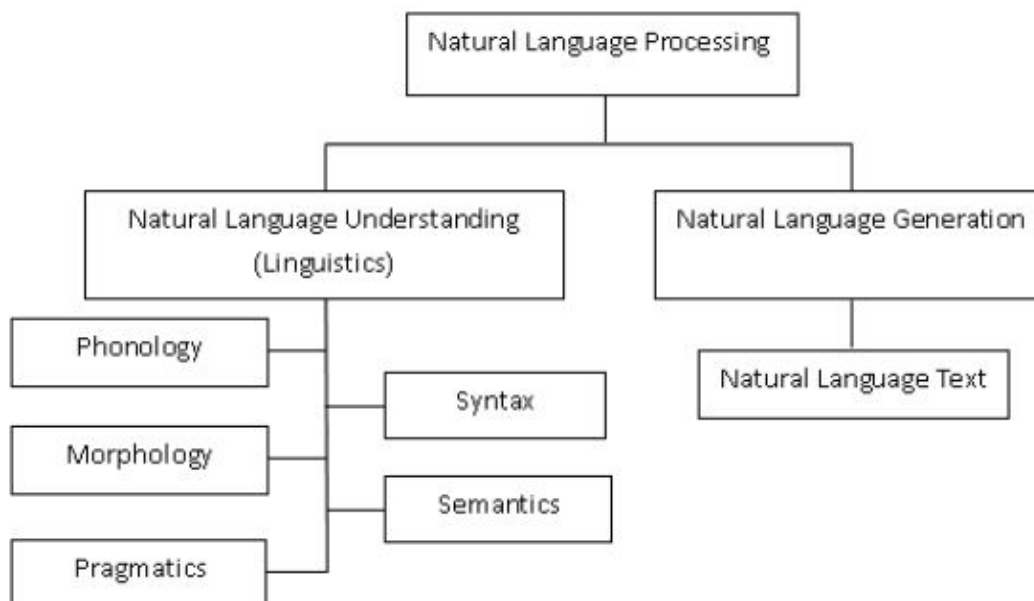 Natural Language Processing
Natural Language Understanding
(Linguistics)
Natural Language Generation
Phonology
Natural Language Text
Syntax
Morphology
Semantics
Pragmatics